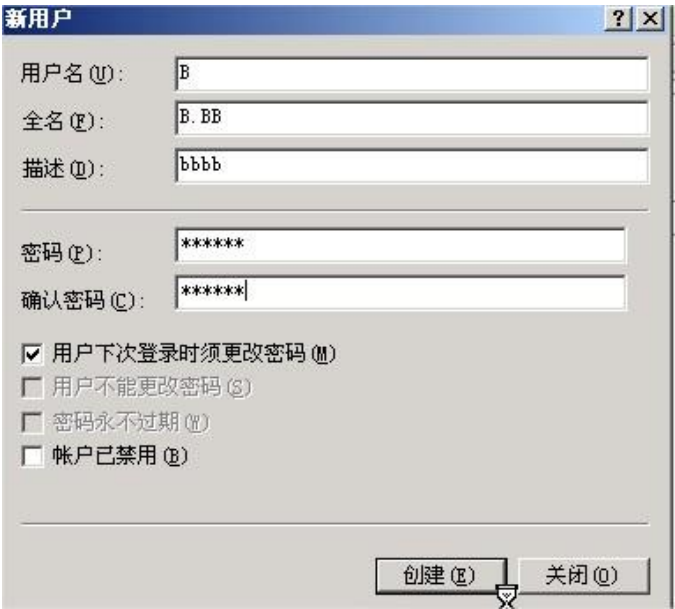 新用户
用户名(U): B
全名(F): B.BB
描述(D): bbbb
密码(P): ******
确认密码(C): ******
用户下次登录时须更改密码(M)
用户不能更改密码(S)
密码永不过期(W)
帐户已禁用(B)
创建(E) 关闭(O)